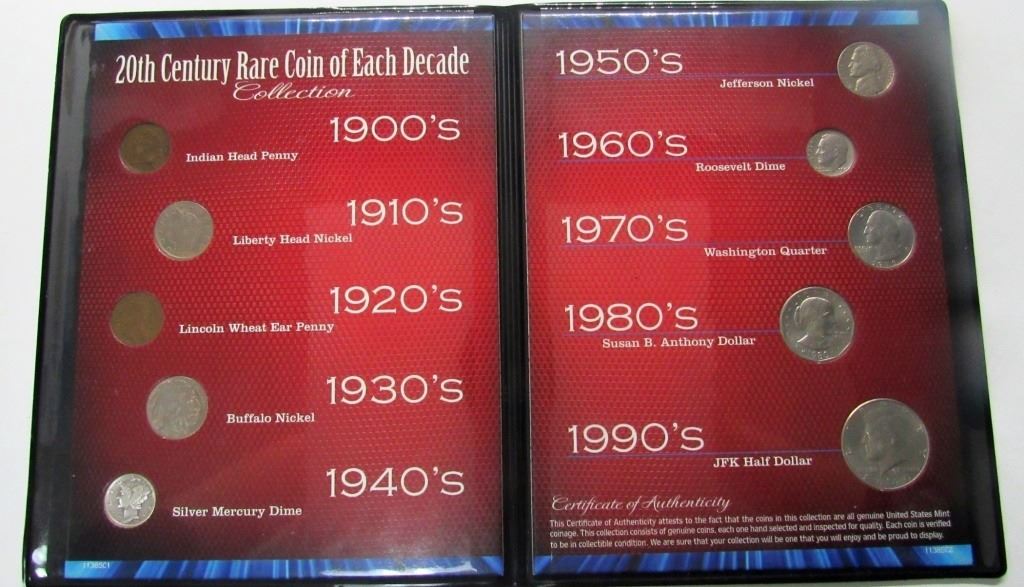 20th Century Rare Coin of Each Decade
Collection
1900's
Indian Head Penny
1910's
Liberty Head Nickel
1920's
Lincoln Wheat Ear Penny
1930's
Buffalo Nickel
1940's
Silver Mercury Dime
1950's
Jefferson Nickel
1960's
Roosevelt Dime
1970's
Washington Quarter
1980's
Susan B. Anthony Dollar
1990's
JFK Half Dollar
Certificate of Authenticity
This Certificate of Authenticity attests to the fact that the coins in this collection are all genuine United States Mint
coinage. This collection consists of genuine coins, each one hand selected and inspected for quality. Each coin is verified
to be in collectible condition. We are sure that your collection will be one that you will enjoy and be proud to display.